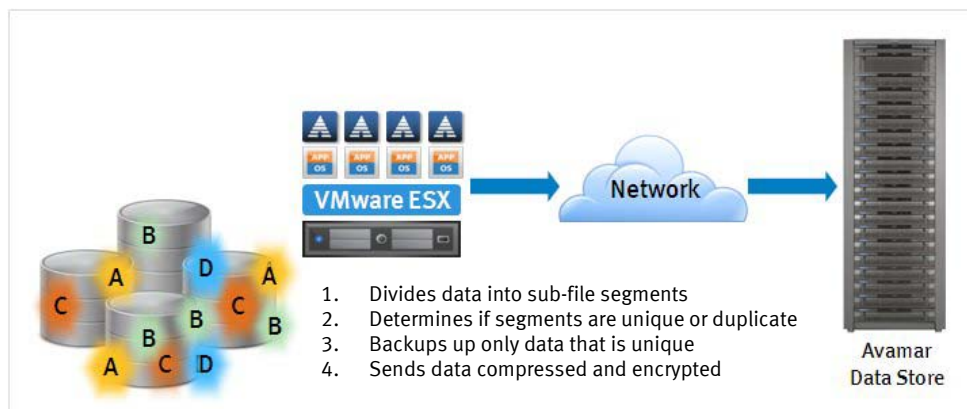 APP APP APP APP
OS OS OS OS
VMware ESX
Network
B
D
A
A
C
C
B
B
B
A
C
D
1. Divides data into sub-file segments
2. Determines if segments are unique or duplicate
3. Backups up only data that is unique
4. Sends data compressed and encrypted
Avamar
Data Store